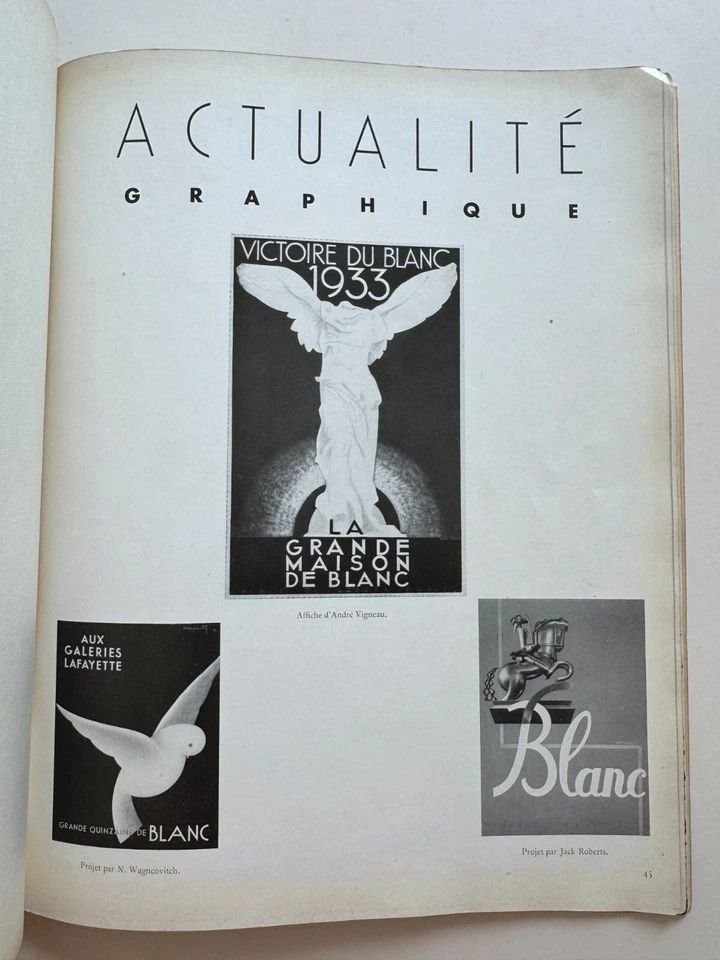 ACTUALITÉ
GRAPHIQUE
VICTOIRE DU BLANC
1933
LA
GRANDE
MAISON
DE BLANC
Affiche d'André Vigneau.
AUX
GALERIES
LAFAYETTE
GRANDE QUINZAINE DE BLANC
Projet par N. Wagncovitch.
Blanc
Projet par Jack Roberts.
45